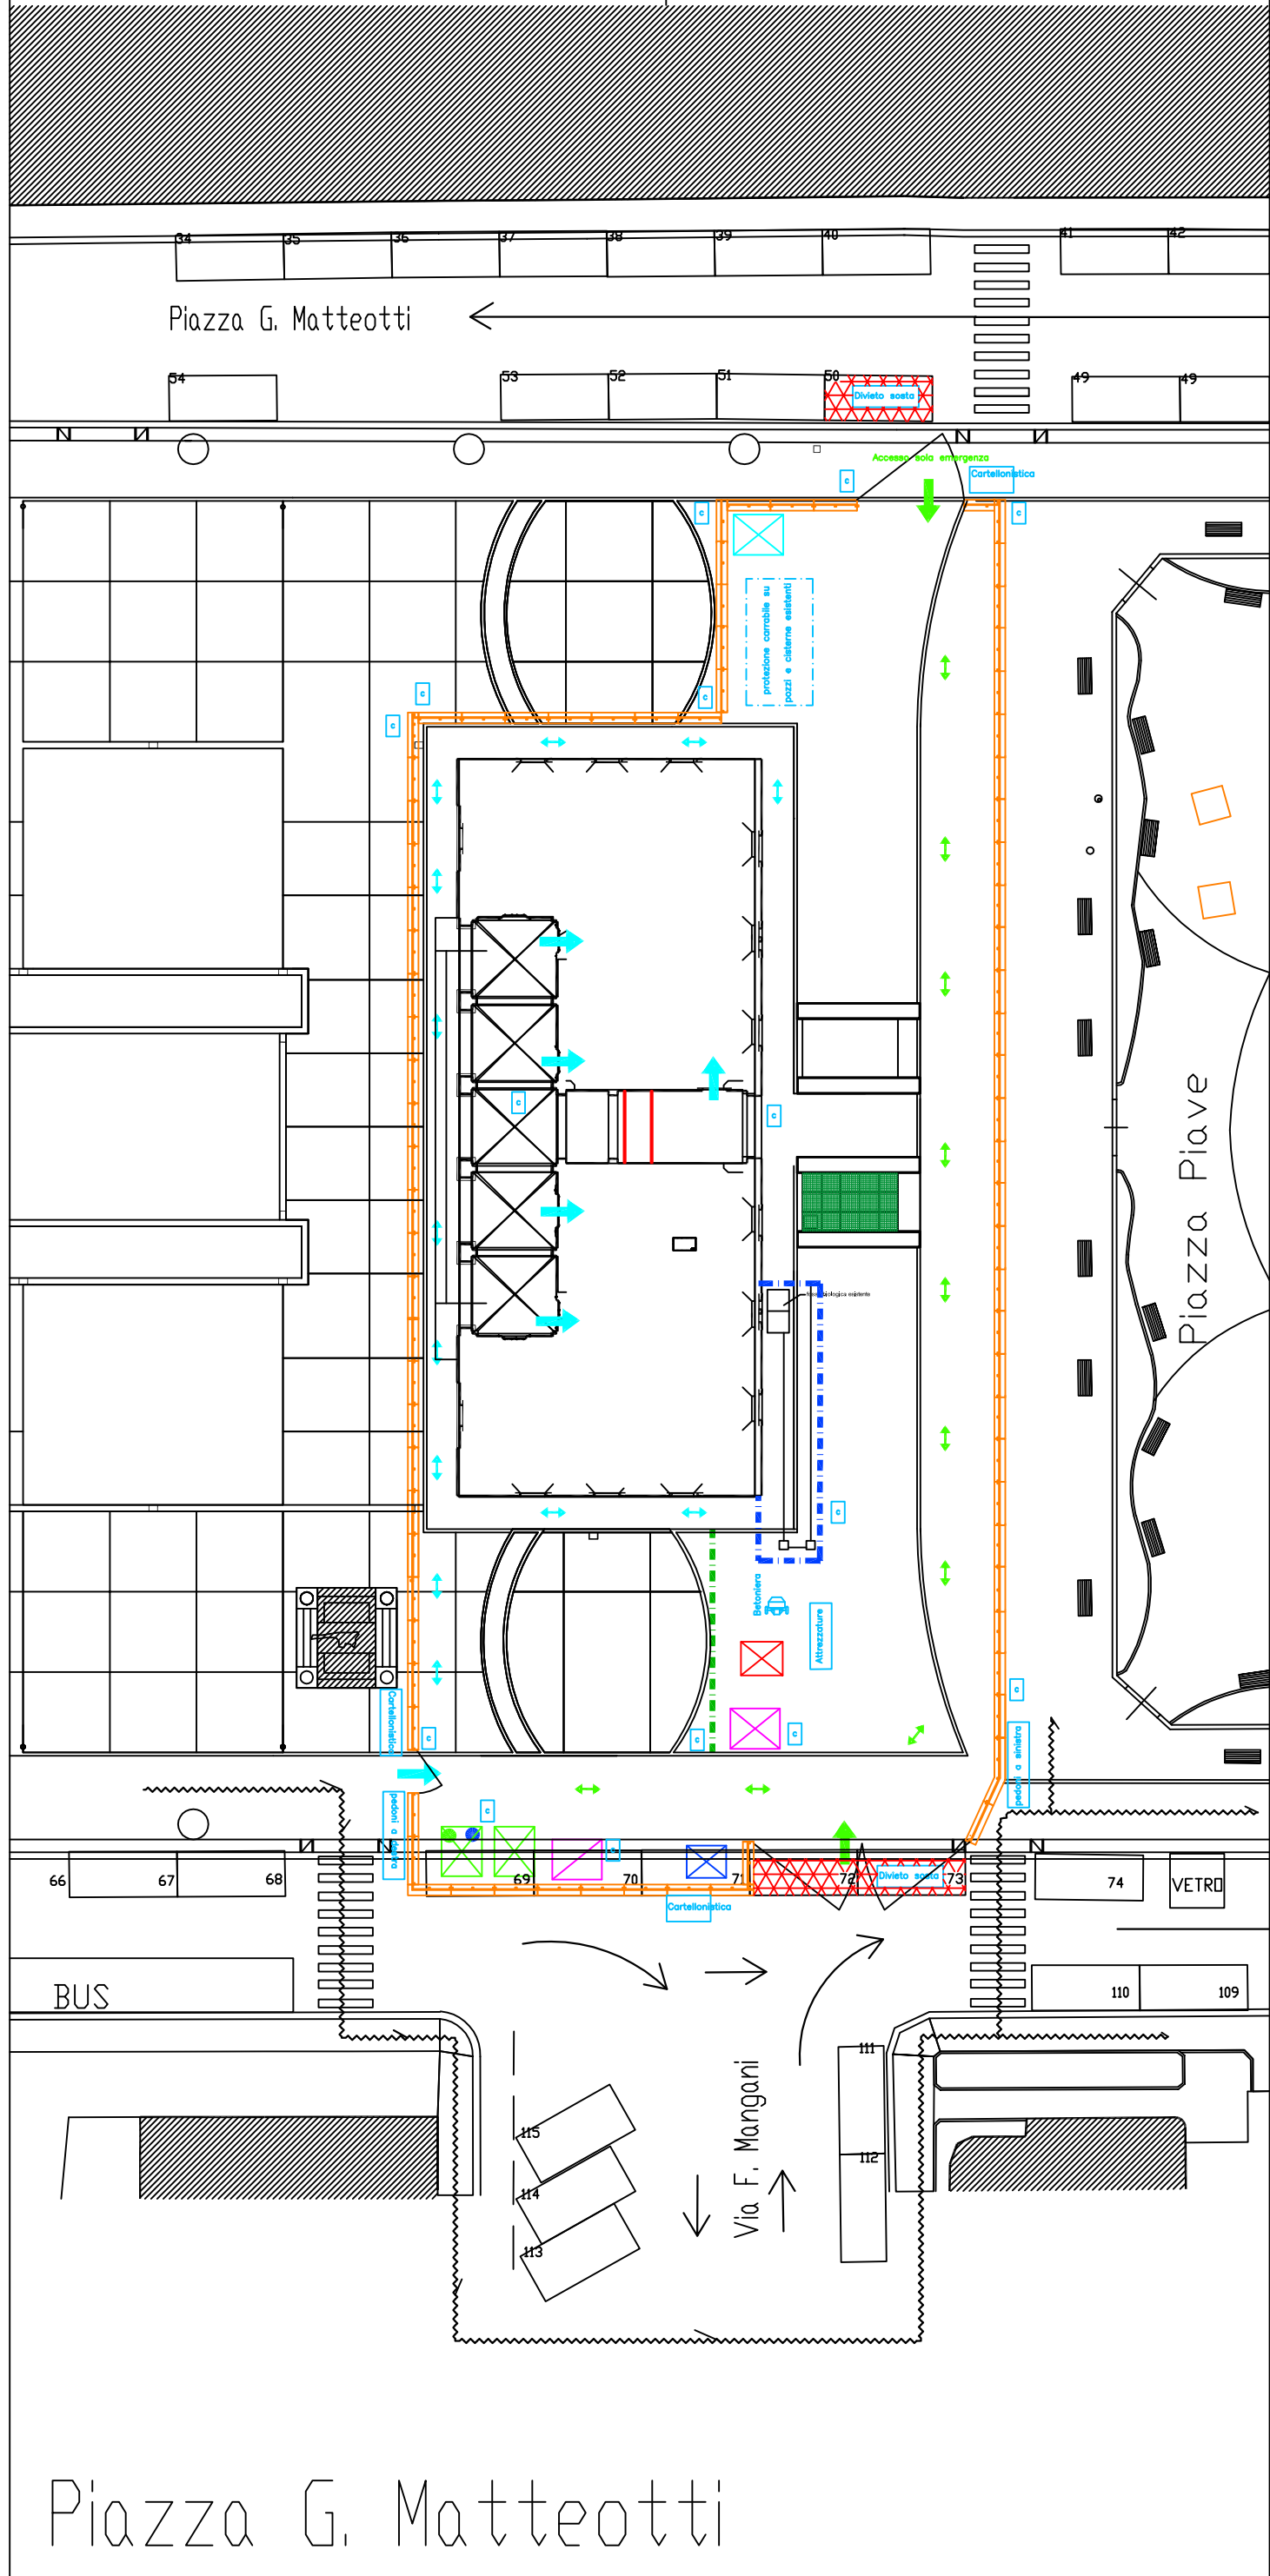 34
35
36
37
38
39
40
41
42
Piazza G. Matteotti
54
53
52
51
50
Divieto sosta
49
49
Accesso solo emergenza
Cartellonistica
c
c
c
protezione carrabile su
pozzi e cisterne esistenti
c
c
c
c
c
Piazza Piave
fossa biologica esistente
c
Betoniera
Attrezzature
Cartellonistica
c
c
c
c
pedoni a sinistra
pedoni a destra
c
c
66
67
68
69
70
71
72
Divieto sosta
73
74
VETRO
Cartellonistica
BUS
110
109
111
115
112
114
113
Via F. Mangani
Piazza G. Matteotti